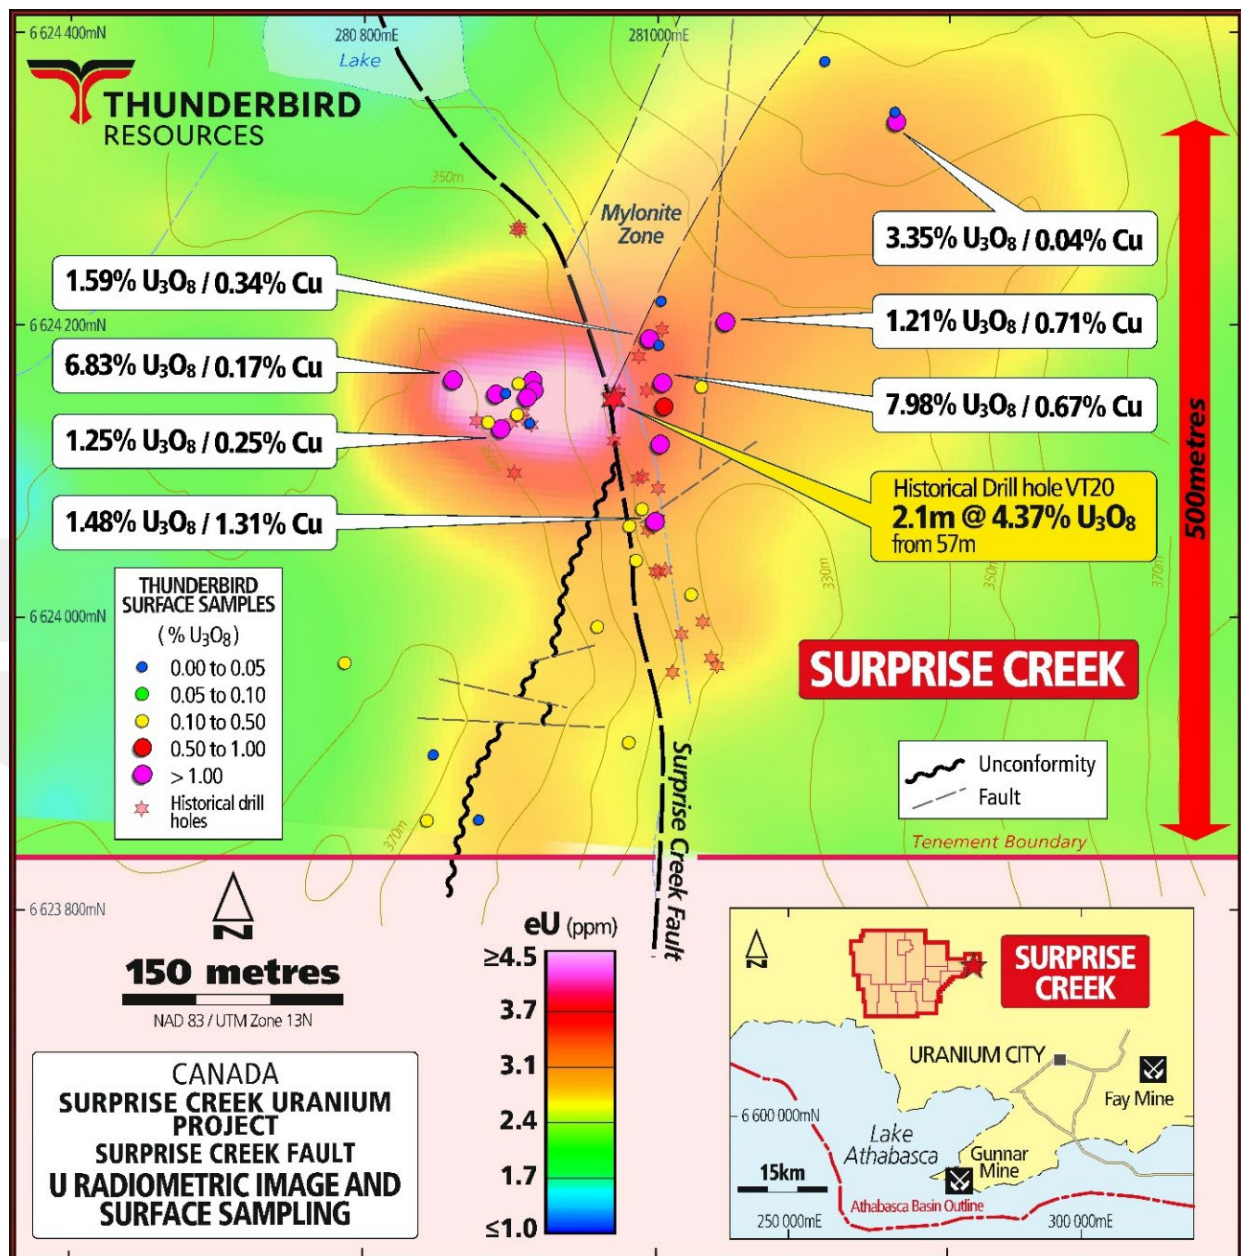 6 624 400mN
280 800mE
281 000mE
Lake
THUNDERBIRD
RESOURCES
350m
Mylonite
Zone
3.35% U₃O₈ / 0.04% Cu
1.59% U₃O₈ / 0.34% Cu
6 624 200mN
1.21% U₃O₈ / 0.71% Cu
6.83% U₃O₈ / 0.17% Cu
7.98% U₃O₈ / 0.67% Cu
1.25% U₃O₈ / 0.25% Cu
Historical Drill hole VT20
2.1m @ 4.37% U₃O₈
from 57m
1.48% U₃O₈ / 1.31% Cu
500metres
330m
350m
370m
THUNDERBIRD
SURFACE SAMPLES
( % U₃O₈)
0.00 to 0.05
0.05 to 0.10
0.10 to 0.50
0.50 to 1.00
> 1.00
Historical drill
holes
6 624 000mN
SURPRISE CREEK
Surprise Creek Fault
Unconformity
Fault
370m
Tenement Boundary
6 623 800mN
N
150 metres
NAD 83 / UTM Zone 13N
eU (ppm)
≥4.5
3.7
3.1
2.4
1.7
≤1.0
CANADA
SURPRISE CREEK URANIUM
PROJECT
SURPRISE CREEK FAULT
U RADIOMETRIC IMAGE AND
SURFACE SAMPLING
N
SURPRISE
CREEK
URANIUM CITY
Fay Mine
6 600 000mN
Lake
Athabasca
Gunnar
Mine
15km
Athabasca Basin Outline
250 000mE
300 000mE